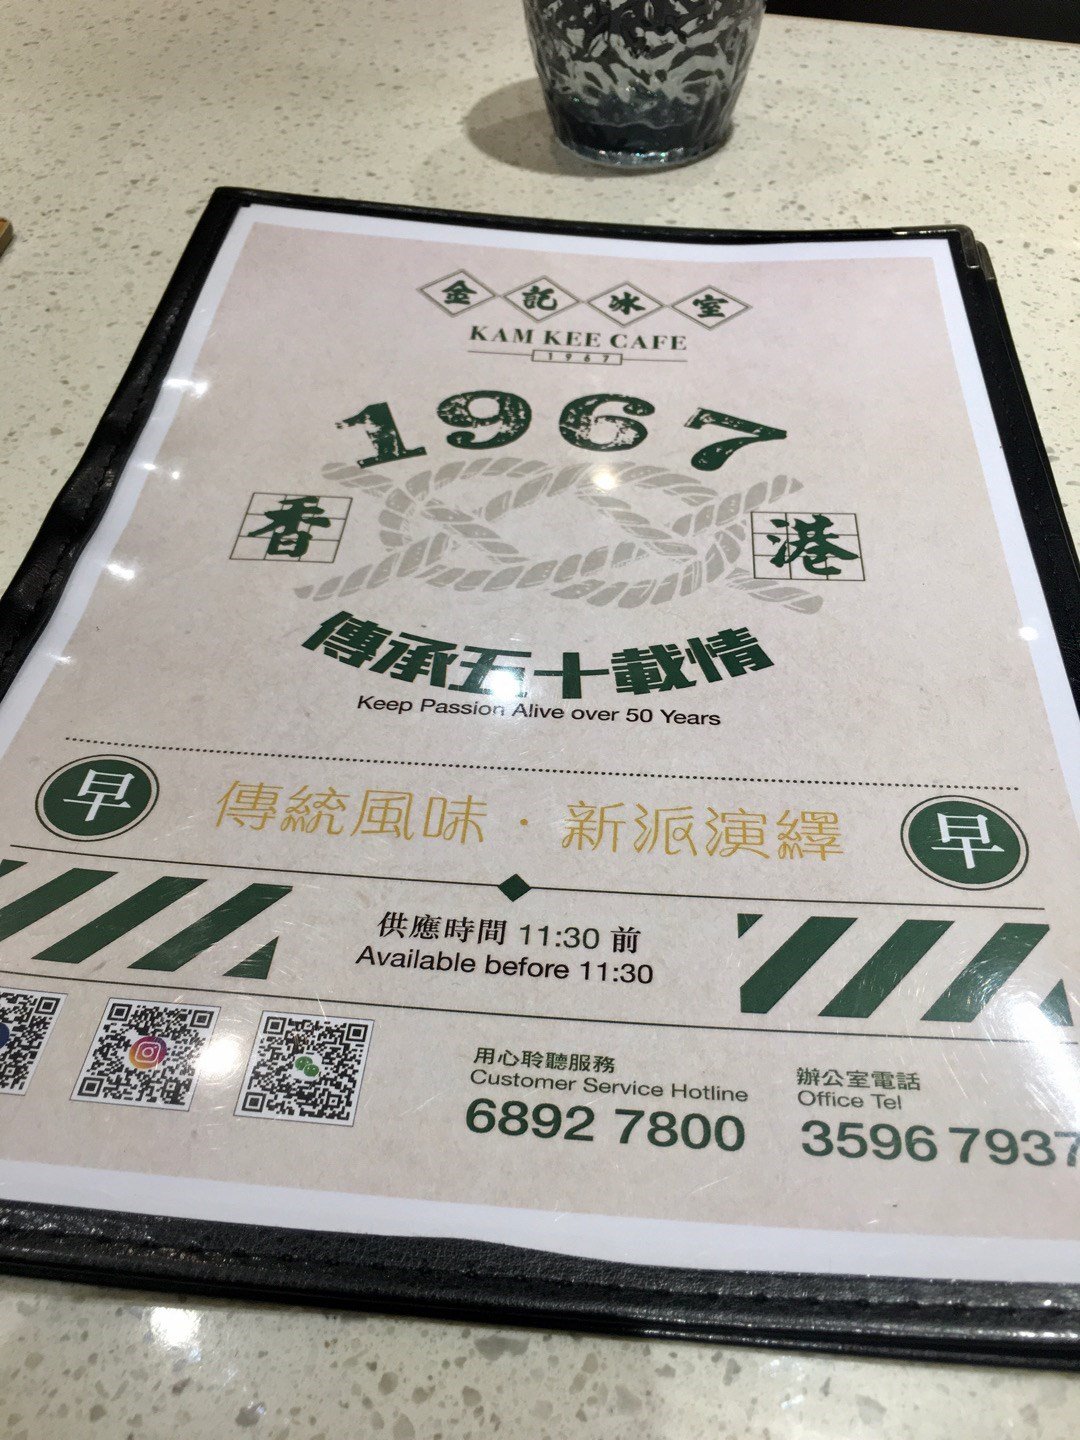 金記冰室
KAM KEE CAFE
1967
1967
香 港
傳承五十載情
Keep Passion Alive over 50 Years
早 傳統風味·新派演繹 早
供應時間 11:30 前
Available before 11:30
用心聆聽服務
Customer Service Hotline
6892 7800
辦公室電話
Office Tel
3596 7937